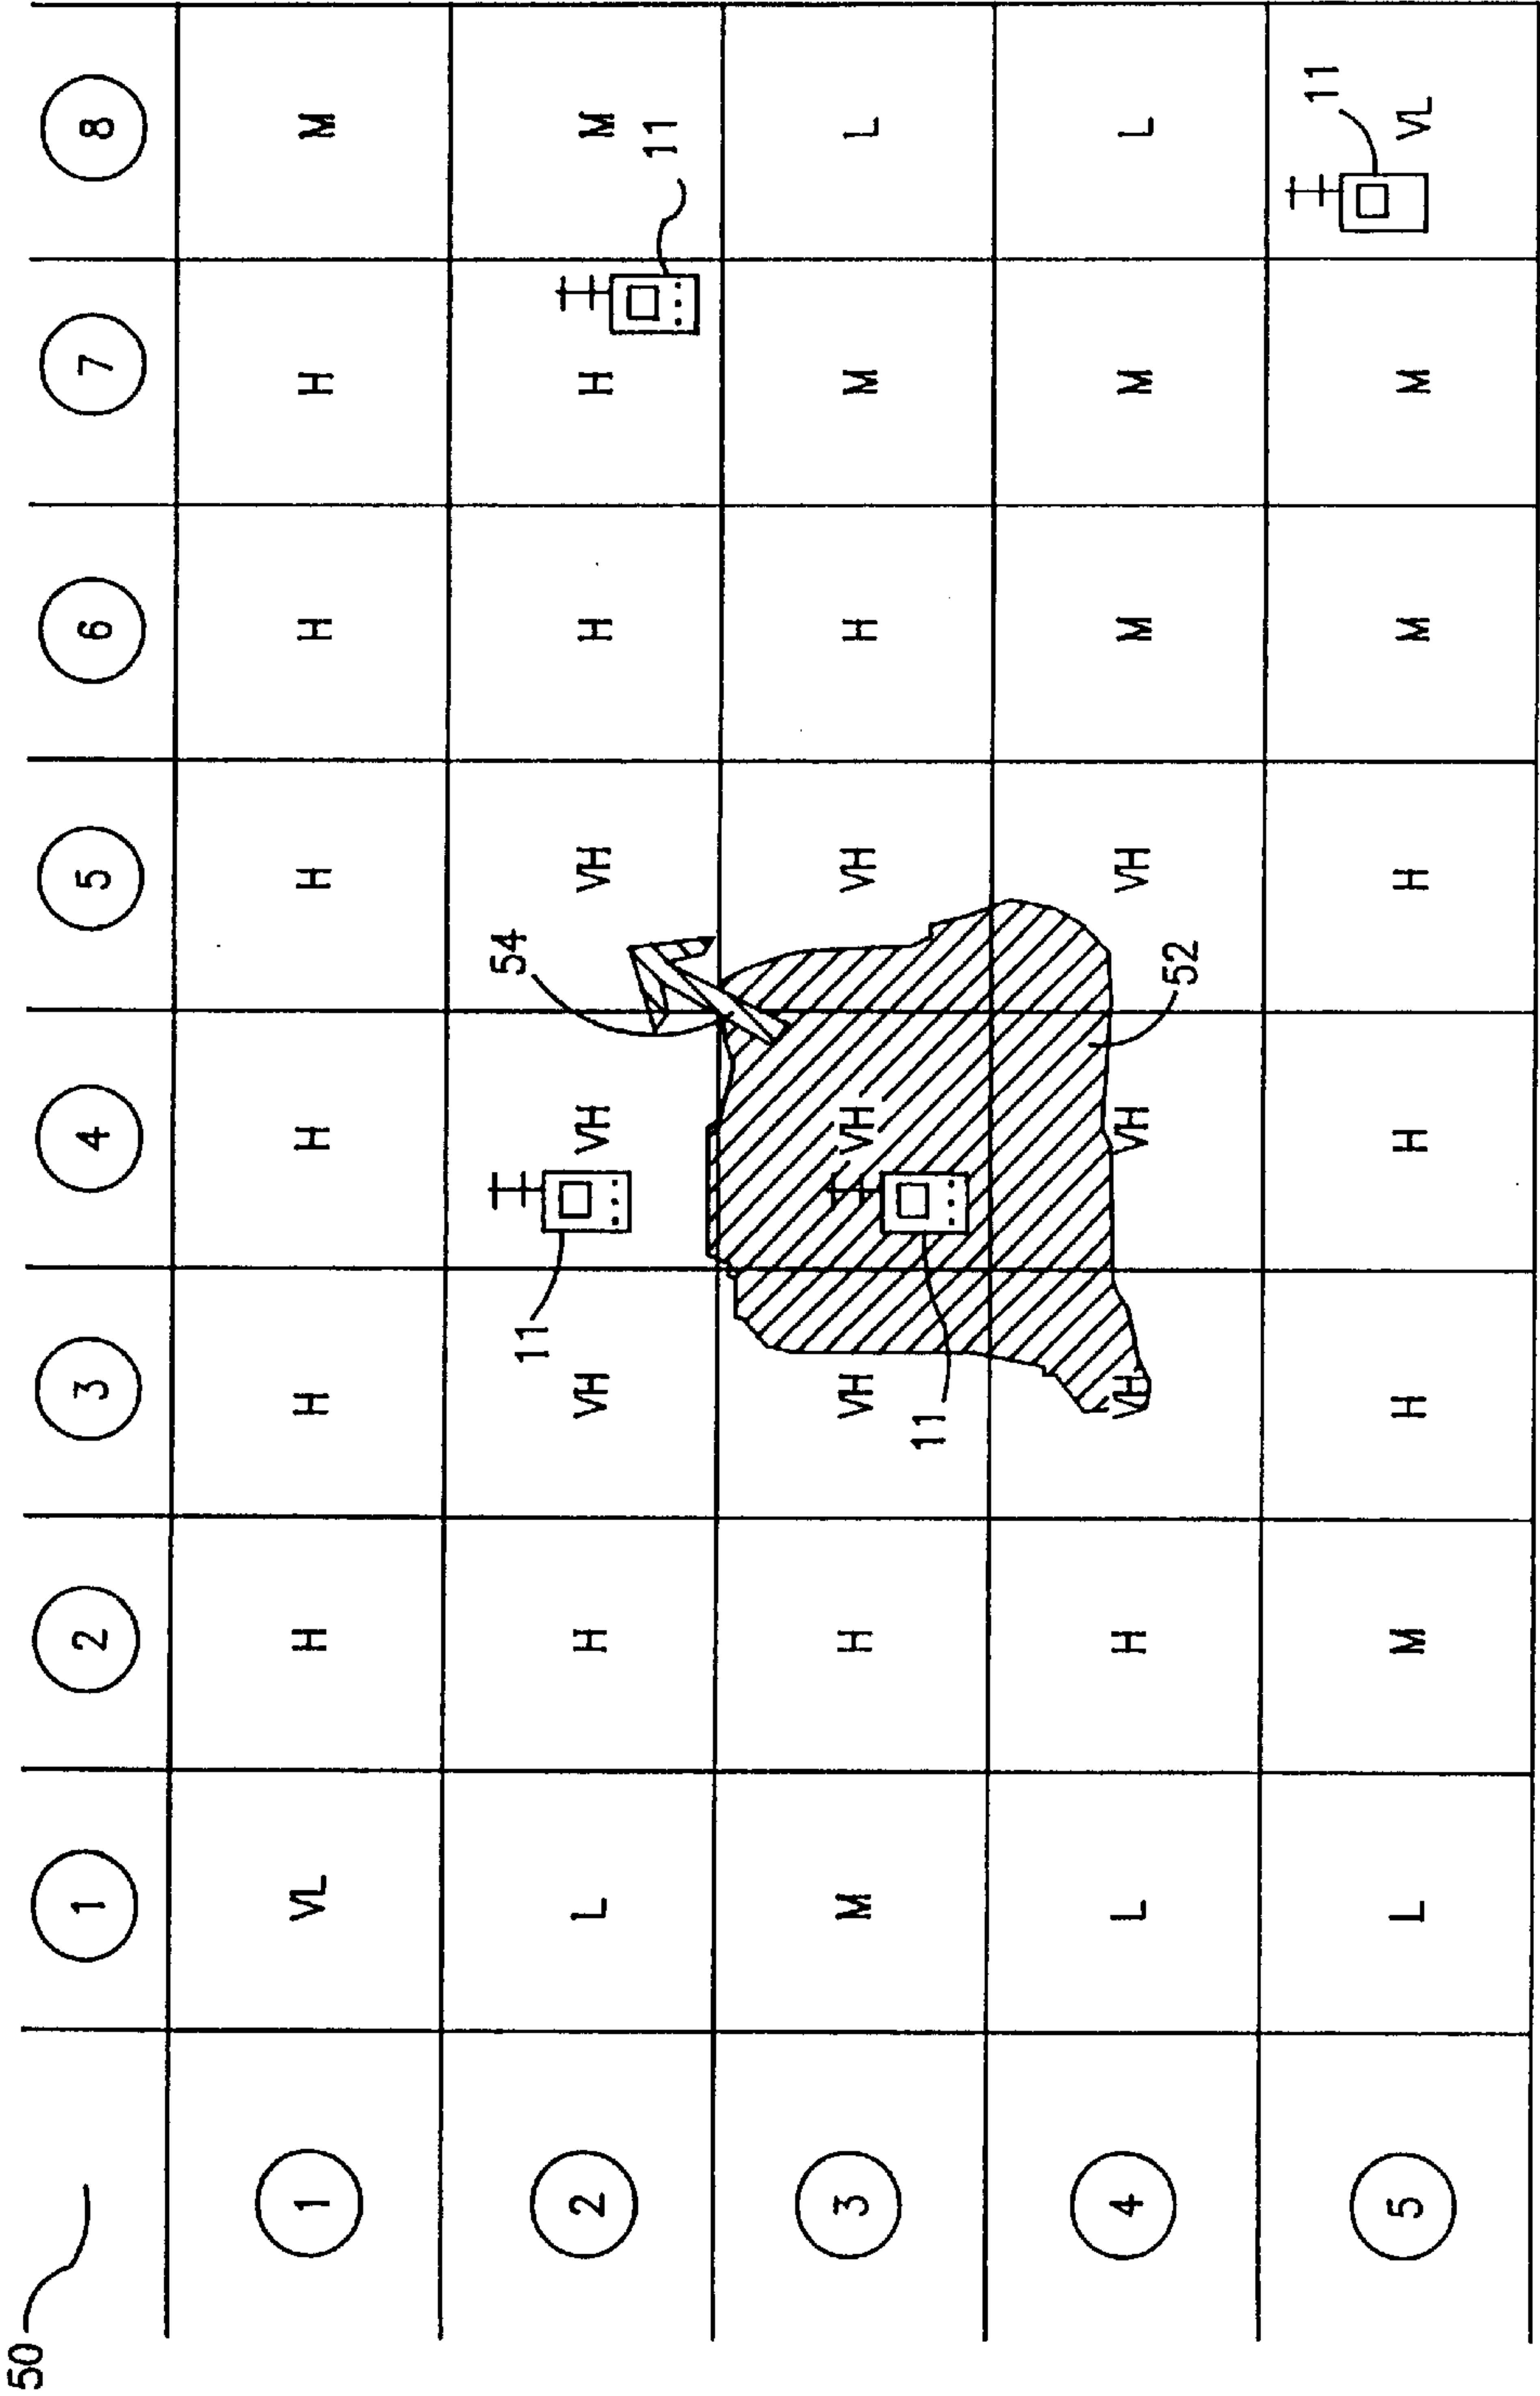 50
1 2 3 4 5 6 7 8
1 VL H H H H H H M
54
11
2 L H VH VH VH H H M
11
3 M H VH VH VH H M L
11
4 L H VH VH VH M M L
52
11
5 L M H H H M M VL